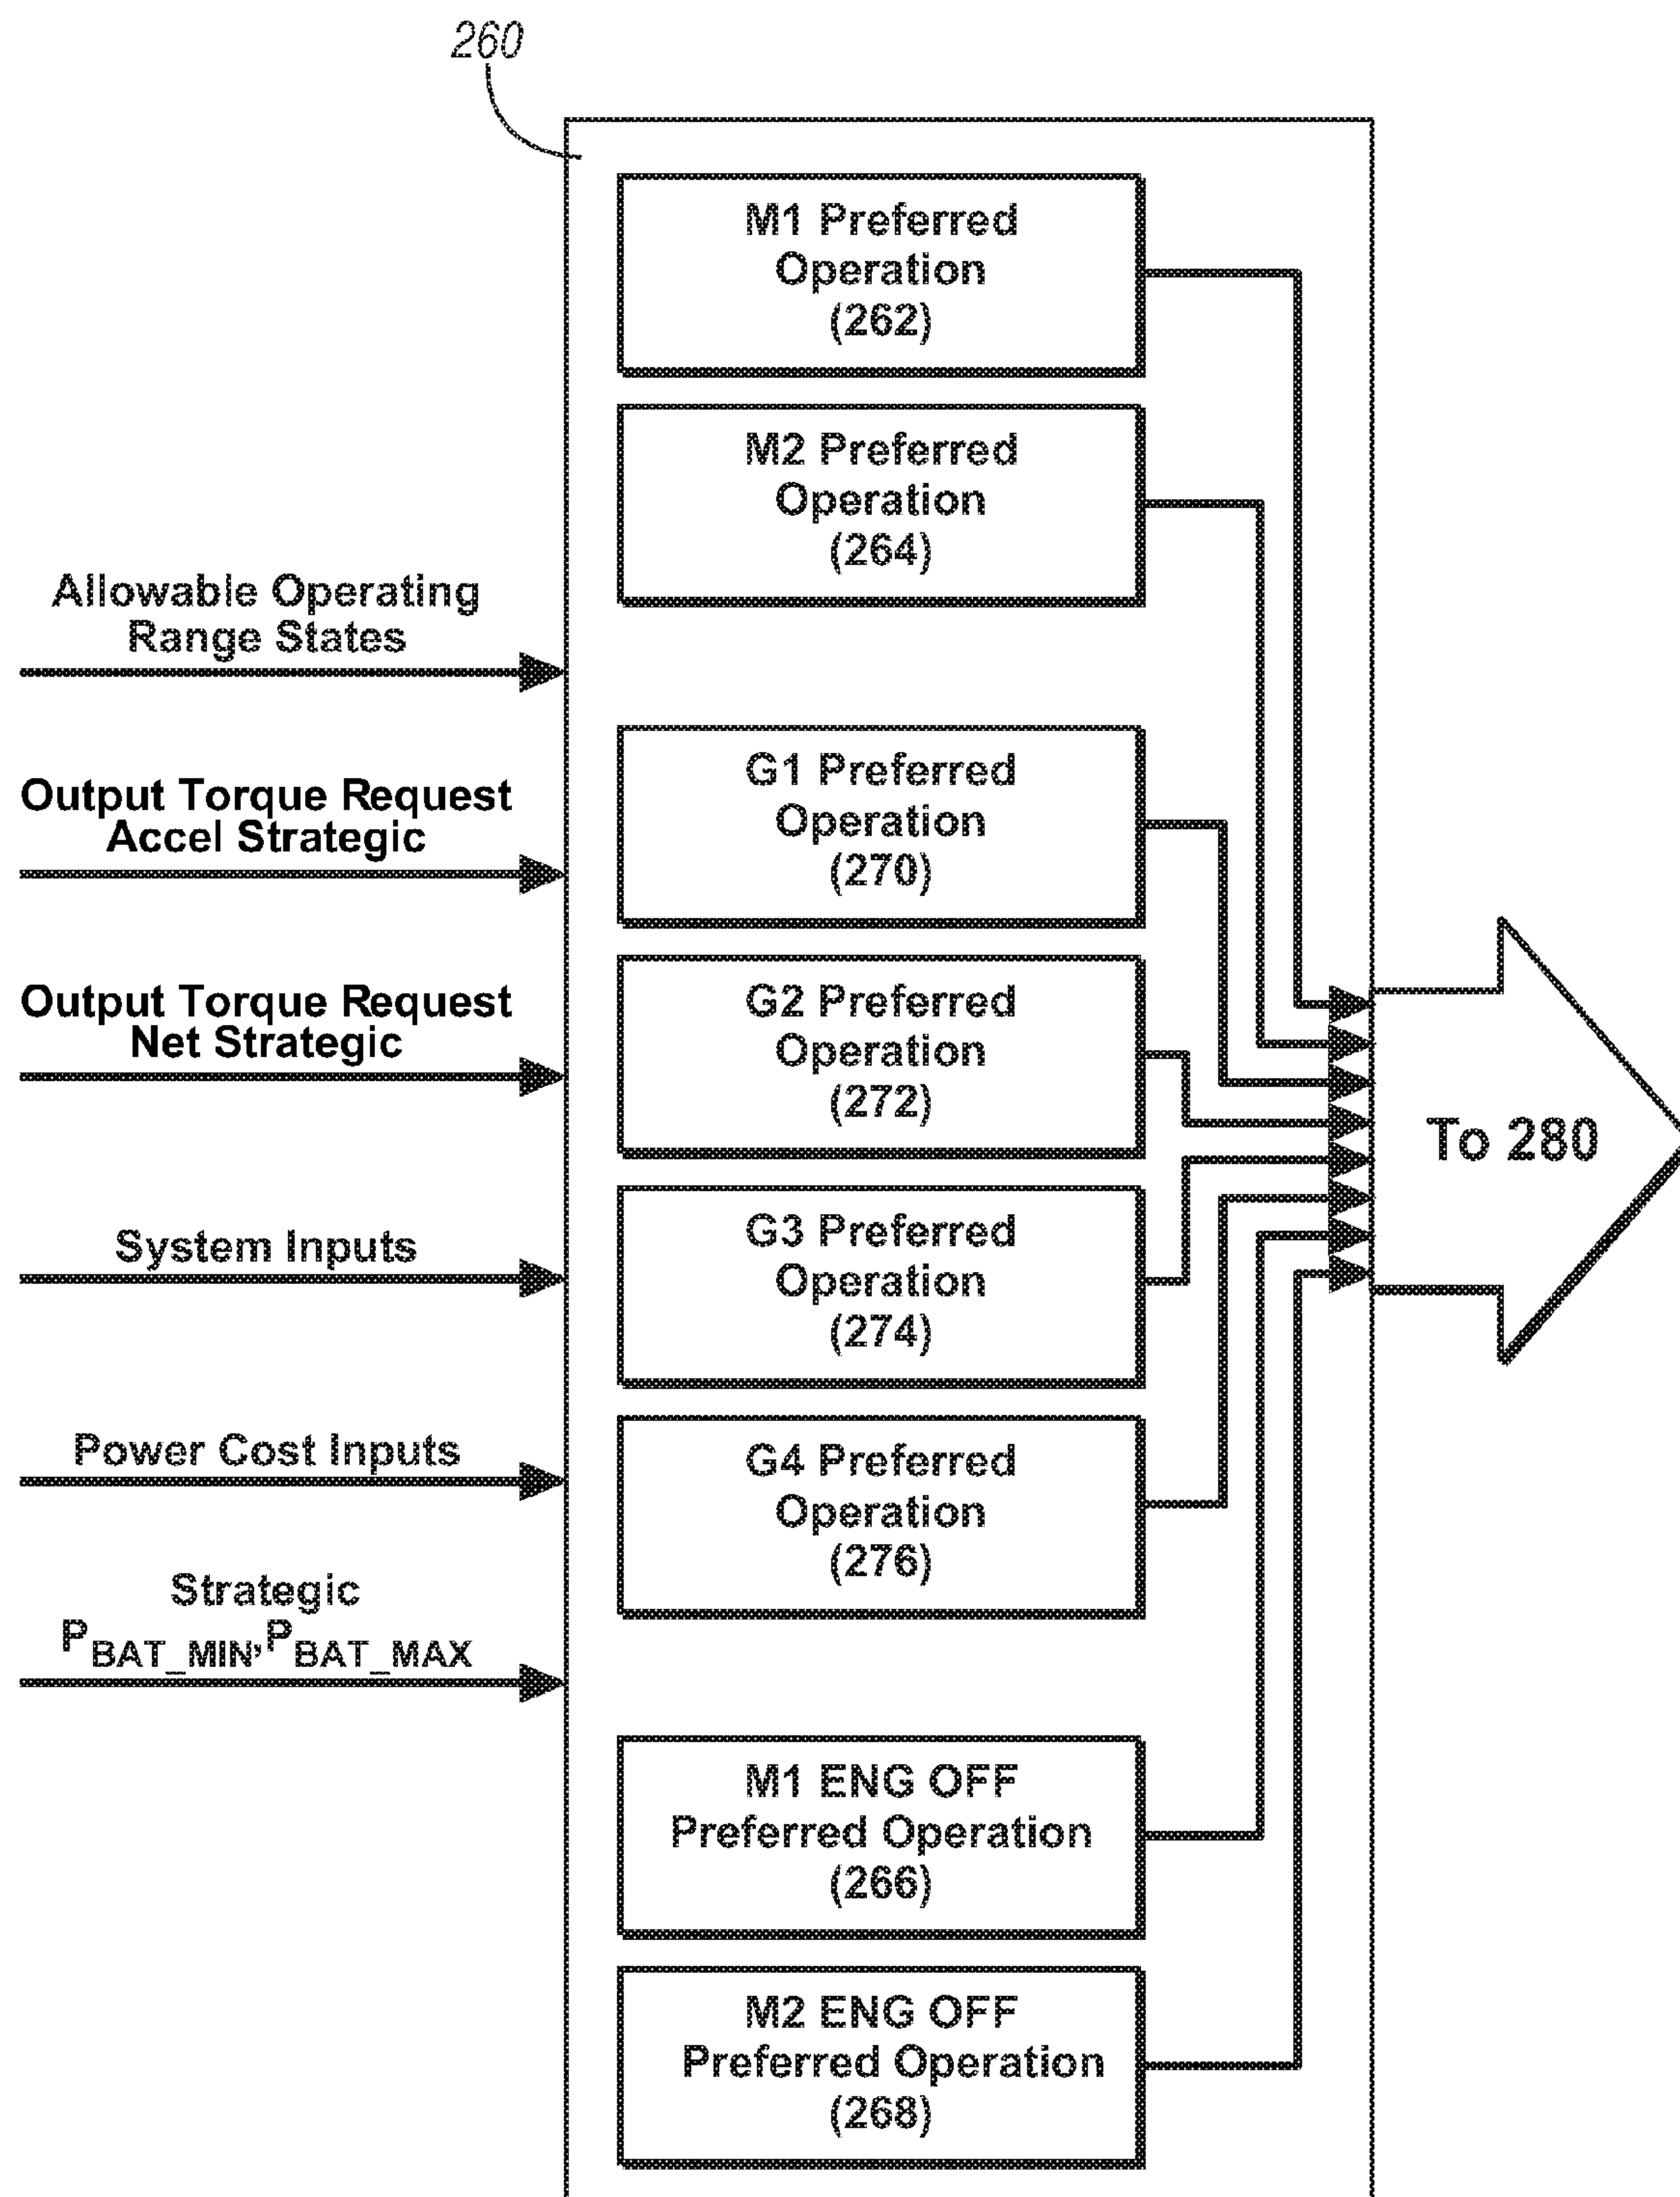 260
M1 Preferred
Operation
(262)
M2 Preferred
Operation
(264)
Allowable Operating
Range States
G1 Preferred
Operation
(270)
Output Torque Request
Accel Strategic
G2 Preferred
Operation
(272)
Output Torque Request
Net Strategic
To 280
G3 Preferred
Operation
(274)
System Inputs
G4 Preferred
Operation
(276)
Power Cost Inputs
Strategic
PBAT_MIN,PBAT_MAX
M1 ENG OFF
Preferred Operation
(266)
M2 ENG OFF
Preferred Operation
(268)